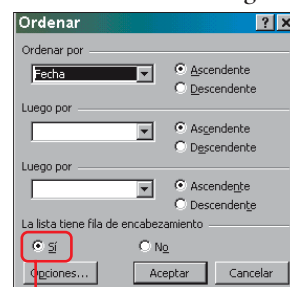 Ordenar
Ordenar por
Fecha
Ascendente
Descendente
Luego por
Ascendente
Descendente
Luego por
Ascendente
Descendente
La lista tiene fila de encabezamiento
Sí
No
Opciones...
Aceptar
Cancelar